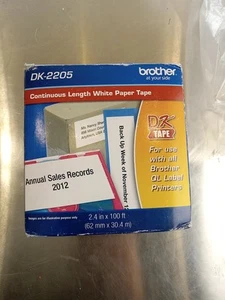 DK-2205
brother
at your side
Continuous Length White Paper Tape
DK
TAPE
For use
with all
Brother
QL Label
Printers
Back Up Week of November 1
Annual Sales Records
2012
2.4 in x 100 ft
(62 mm x 30.4 m)